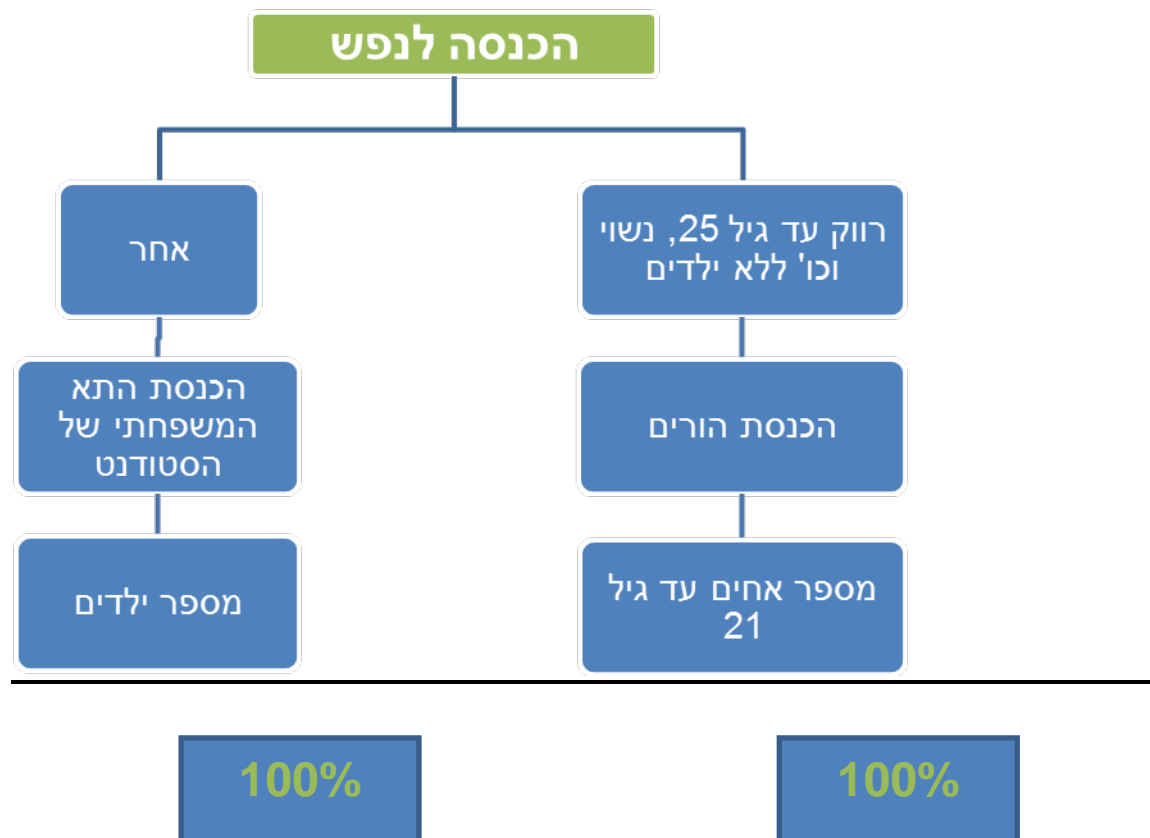 הכנסה לנפש
רווק עד גיל 25, נשוי
וכו' ללא ילדים
הכנסת הורים
מספר אחים עד גיל
21
אחר
הכנסת התא
המשפחתי של
הסטודנט
מספר ילדים
100%
100%